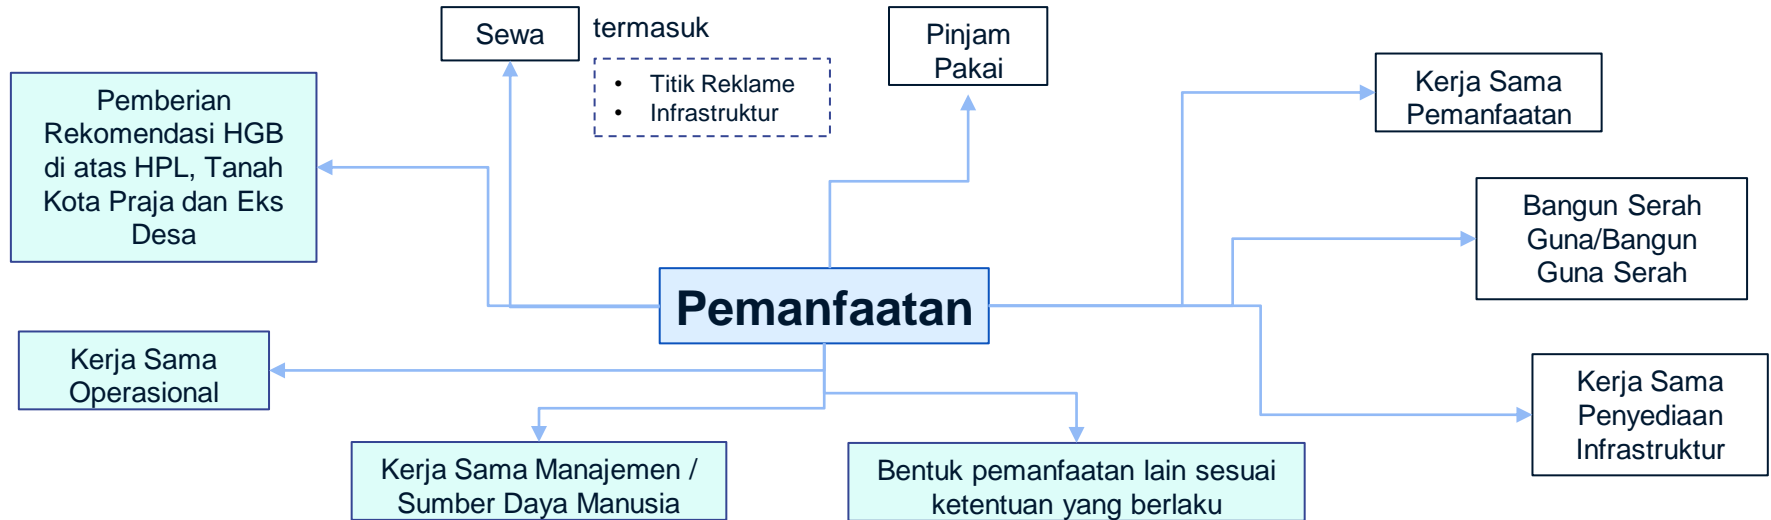 Sewa
termasuk
• Titik Reklame
• Infrastruktur
Pinjam
Pakai
Kerja Sama
Pemanfaatan
Pemberian
Rekomendasi HGB
di atas HPL, Tanah
Kota Praja dan Eks
Desa
Bangun Serah
Guna/Bangun
Guna Serah
Pemanfaatan
Kerja Sama
Operasional
Kerja Sama
Penyediaan
Infrastruktur
Kerja Sama Manajemen /
Sumber Daya Manusia
Bentuk pemanfaatan lain sesuai
ketentuan yang berlaku